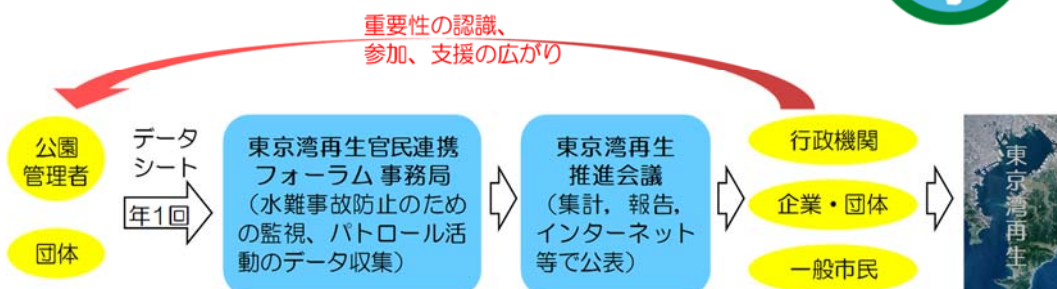 重要性の認識、
参加、支援の広がり
公園
管理者
団体
データ
シート
年1回
東京湾再生官民連携
フォーラム 事務局
（水難事故防止のため
の監視、パトロール活
動のデータ収集）
東京湾再生
推進会議
（集計，報告，
インターネット
等で公表）
行政機関
企業・団体
一般市民
東京湾再生